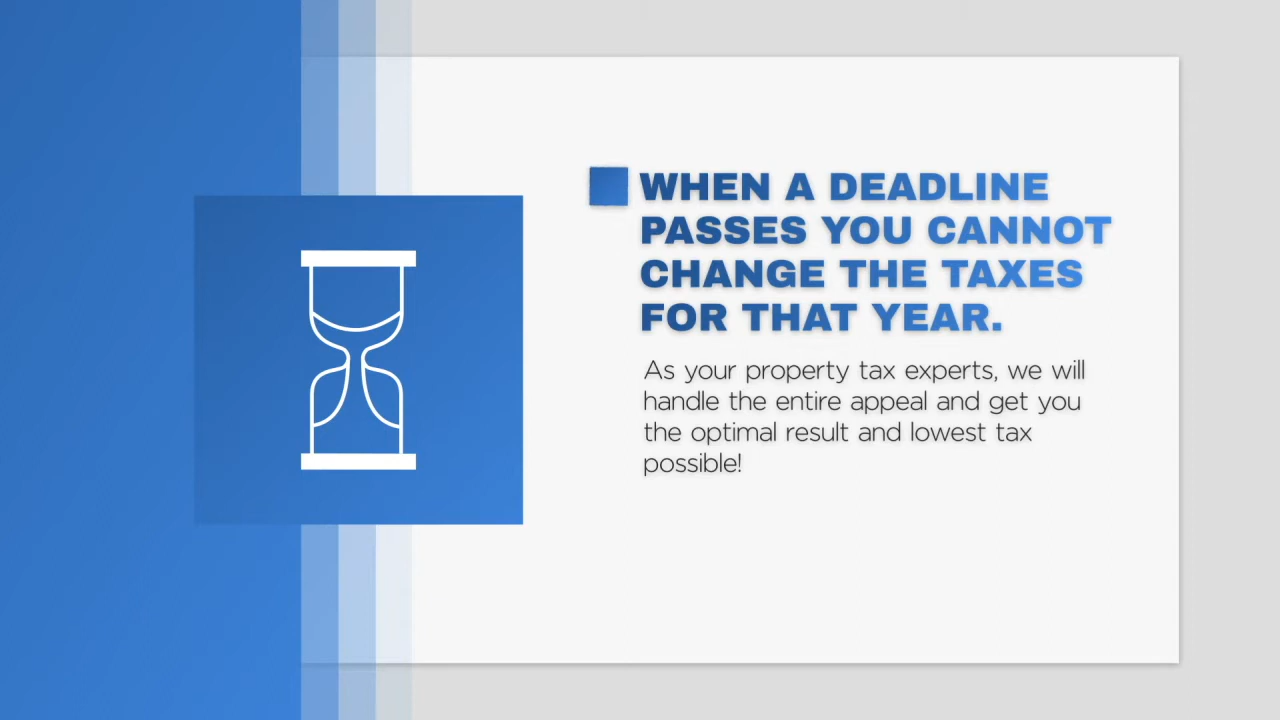 WHEN A DEADLINE
PASSES YOU CANNOT
CHANGE THE TAXES
FOR THAT YEAR.
As your property tax experts, we will
handle the entire appeal and get you
the optimal result and lowest tax
possible!